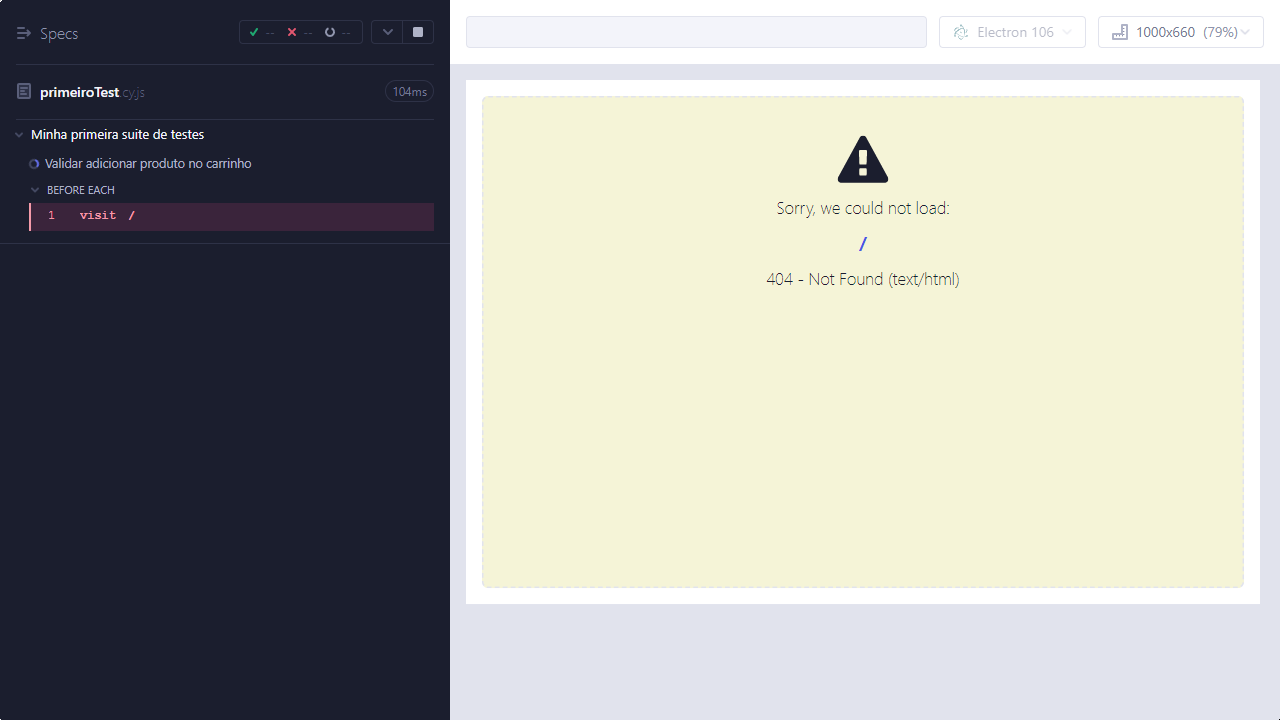 Specs
-- -- --
primeiroTest.cy.js
104ms
Minha primeira suite de testes
Validar adicionar produto no carrinho
BEFORE EACH
1 visit /
Electron 106
1000x660 (79%)
Sorry, we could not load:
/
404 - Not Found (text/html)